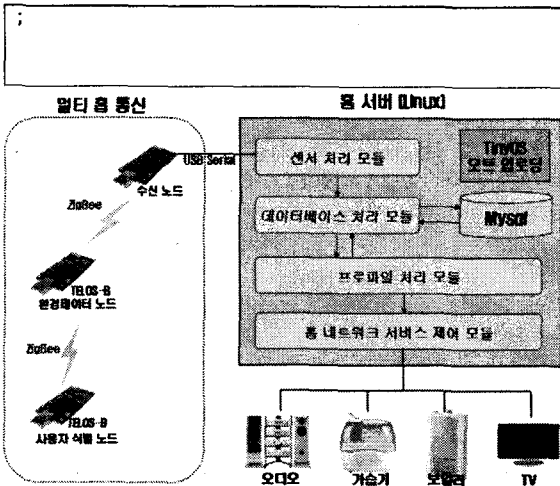 ;
멀티 홈 통신
홈 서버 (Linux)
USB Serial
센서 처리 모듈
TinyOS
모트 업로딩
수신 노드
ZigBee
데이터베이스 처리 모듈
Mysql
TELOS-B
환경데이터 노드
프로파일 처리 모듈
ZigBee
홈 네트워크 서비스 제어 모듈
TELOS-B
사용자 식별 노드
오디오
가습기
보일러
TV